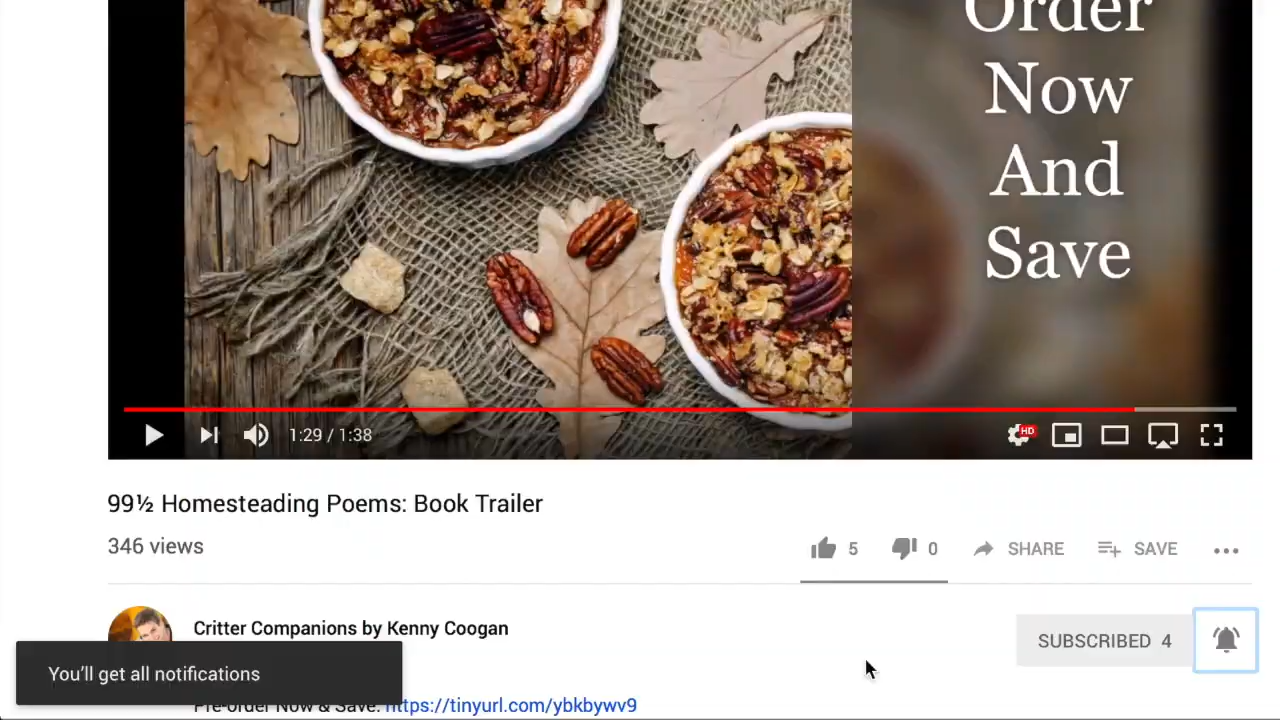 Order
Now
And
Save
HD
1:29 / 1:38
99½ Homesteading Poems: Book Trailer
346 views
5
0
SHARE
SAVE
Critter Companions by Kenny Coogan
SUBSCRIBED 4
You'll get all notifications
Pre-order Now & Save: https://tinyurl.com/ybkbywv9